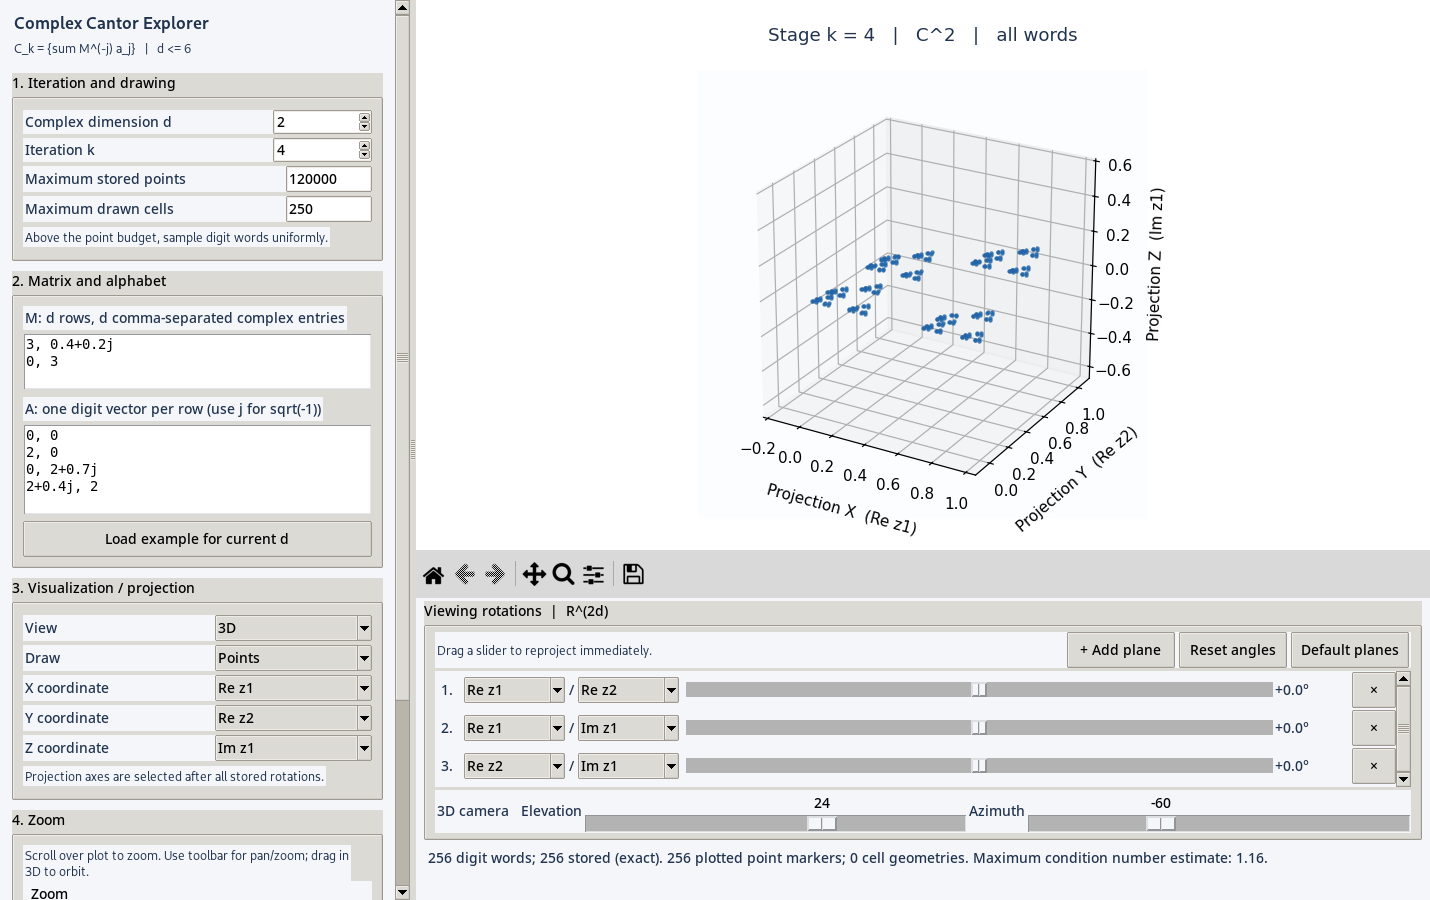 Complex Cantor Explorer
C_k = {sum M^(-j) a_j}  |  d <= 6
1. Iteration and drawing
Complex dimension d 2
Iteration k 4
Maximum stored points 120000
Maximum drawn cells 250
Above the point budget, sample digit words uniformly.
2. Matrix and alphabet
M: d rows, d comma-separated complex entries
3, 0.4+0.2j
0, 3
A: one digit vector per row (use j for sqrt(-1))
0, 0
2, 0
0, 2+0.7j
2+0.4j, 2
Load example for current d
3. Visualization / projection
View 3D
Draw Points
X coordinate Re z1
Y coordinate Re z2
Z coordinate Im z1
Projection axes are selected after all stored rotations.
4. Zoom
Scroll over plot to zoom. Use toolbar for pan/zoom; drag in
3D to orbit.
Zoom
Stage k = 4  |  C^2  |  all words
0.6
0.4
0.2
0.0
−0.2
−0.4
−0.6
Projection Z (Im z1)
1.0
0.8
0.6
0.4
0.2
0.0
Projection Y (Re z2)
−0.2
0.0
0.2
0.4
0.6
0.8
1.0
Projection X (Re z1)
Viewing rotations  |  R^(2d)
Drag a slider to reproject immediately.
+ Add plane
Reset angles
Default planes
1. Re z1 / Re z2 +0.0° ×
2. Re z1 / Im z1 +0.0° ×
3. Re z2 / Im z1 +0.0° ×
3D camera Elevation 24 Azimuth -60
256 digit words; 256 stored (exact). 256 plotted point markers; 0 cell geometries. Maximum condition number estimate: 1.16.